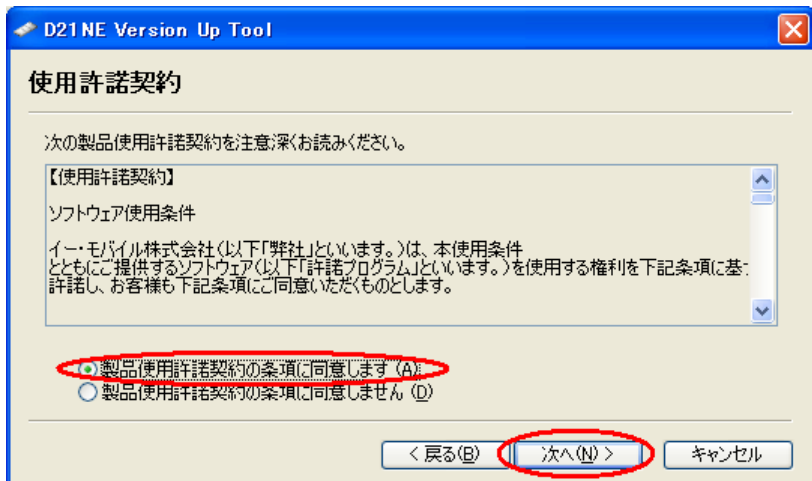 D21NE Version Up Tool
使用許諾契約
次の製品使用許諾契約を注意深くお読みください。
【使用許諾契約】
ソフトウェア使用条件
イー・モバイル株式会社(以下「弊社」といいます。)は、本使用条件
とともにご提供するソフトウェア(以下「許諾プログラム」といいます。)を使用する権利を下記条項に基づ
許諾し、お客様も下記条項にご同意いただくものとします。
製品使用許諾契約の条項に同意します (A)
製品使用許諾契約の条項に同意しません (D)
< 戻る(B)
次へ(N) >
キャンセル